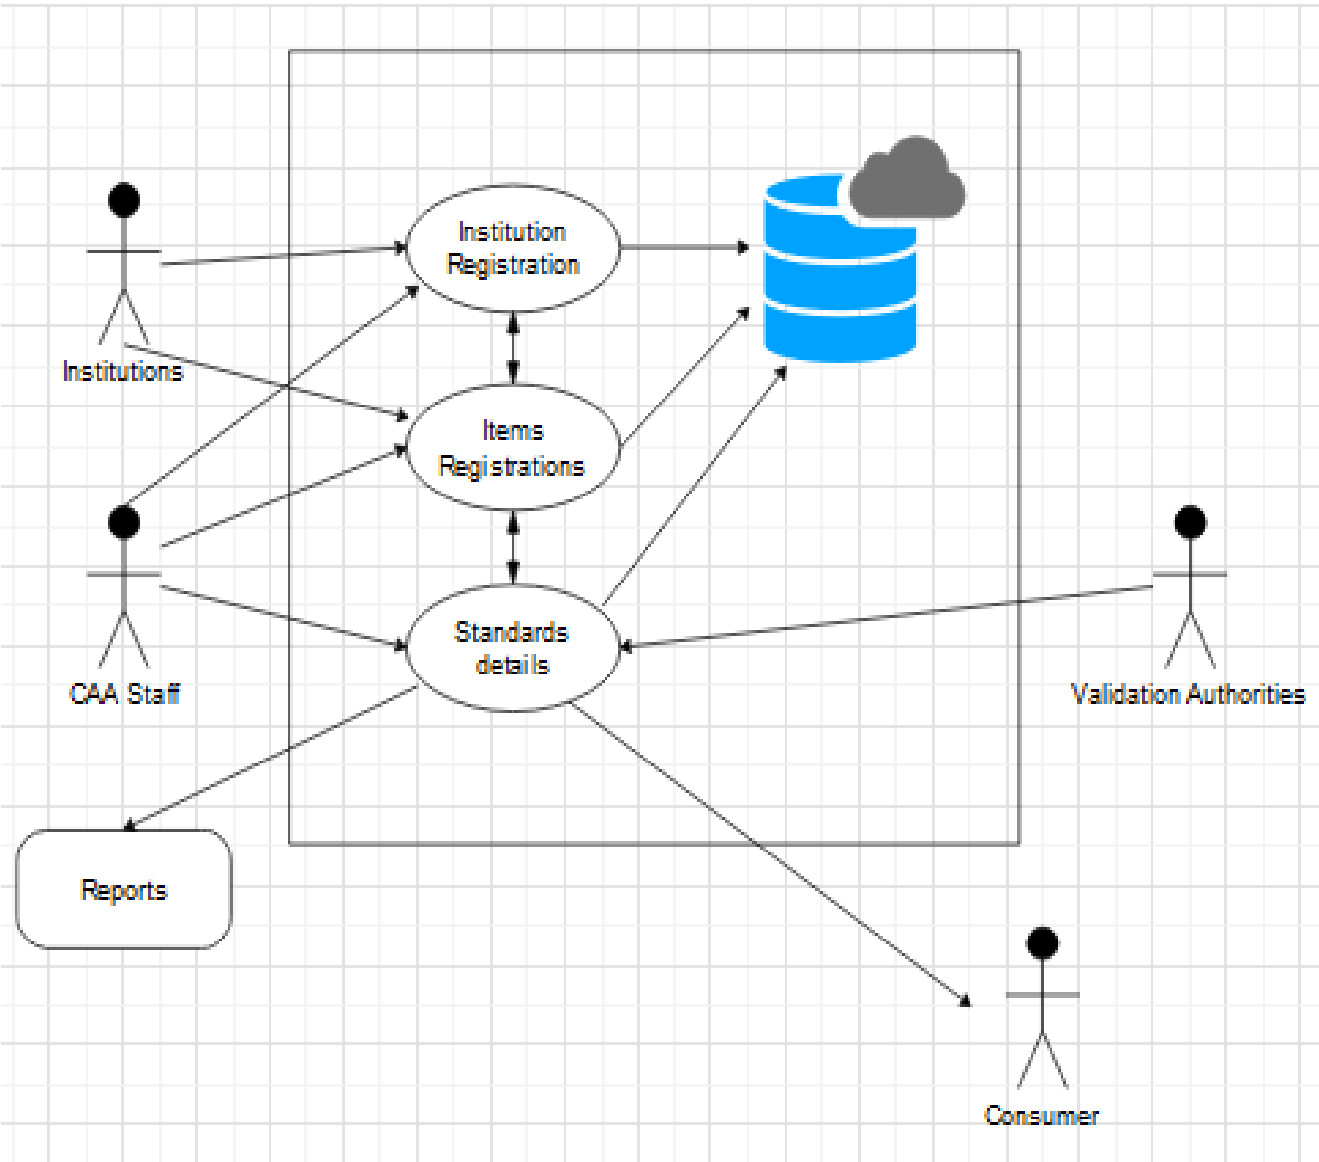 Institution
Registration
Institutions
Items
Registrations
Standards
details
CAA Staff
Validation Authorities
Reports
Consumer